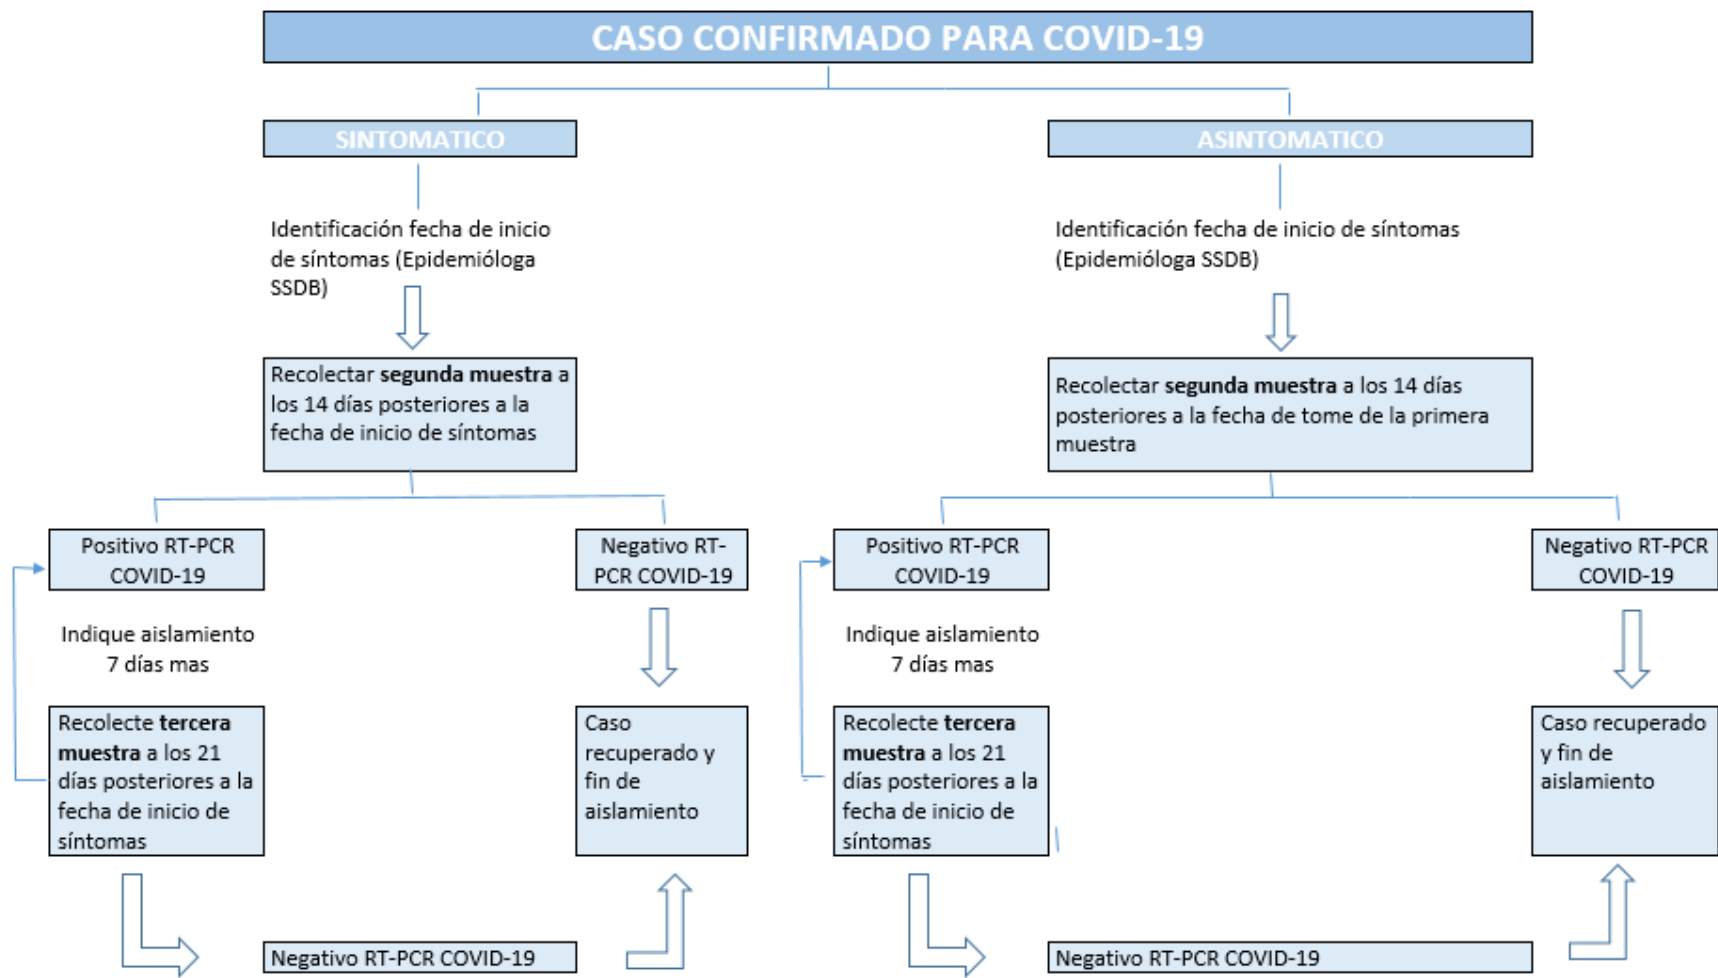 CASO CONFIRMADO PARA COVID-19
SINTOMATICO
Identificación fecha de inicio
de síntomas (Epidemióloga
SSDB)
Recolectar segunda muestra a
los 14 días posteriores a la
fecha de inicio de síntomas
Positivo RT-PCR
COVID-19
Indique aislamiento
7 días mas
Recolecte tercera
muestra a los 21
días posteriores a la
fecha de inicio de
síntomas
Negativo RT-
PCR COVID-19
Caso
recuperado y
fin de
aislamiento
Negativo RT-PCR COVID-19
ASINTOMATICO
Identificación fecha de inicio de síntomas
(Epidemióloga SSDB)
Recolectar segunda muestra a los 14 días
posteriores a la fecha de tome de la primera
muestra
Positivo RT-PCR
COVID-19
Indique aislamiento
7 días mas
Recolecte tercera
muestra a los 21
días posteriores a la
fecha de inicio de
síntomas
Negativo RT-PCR
COVID-19
Caso recuperado
y fin de
aislamiento
Negativo RT-PCR COVID-19